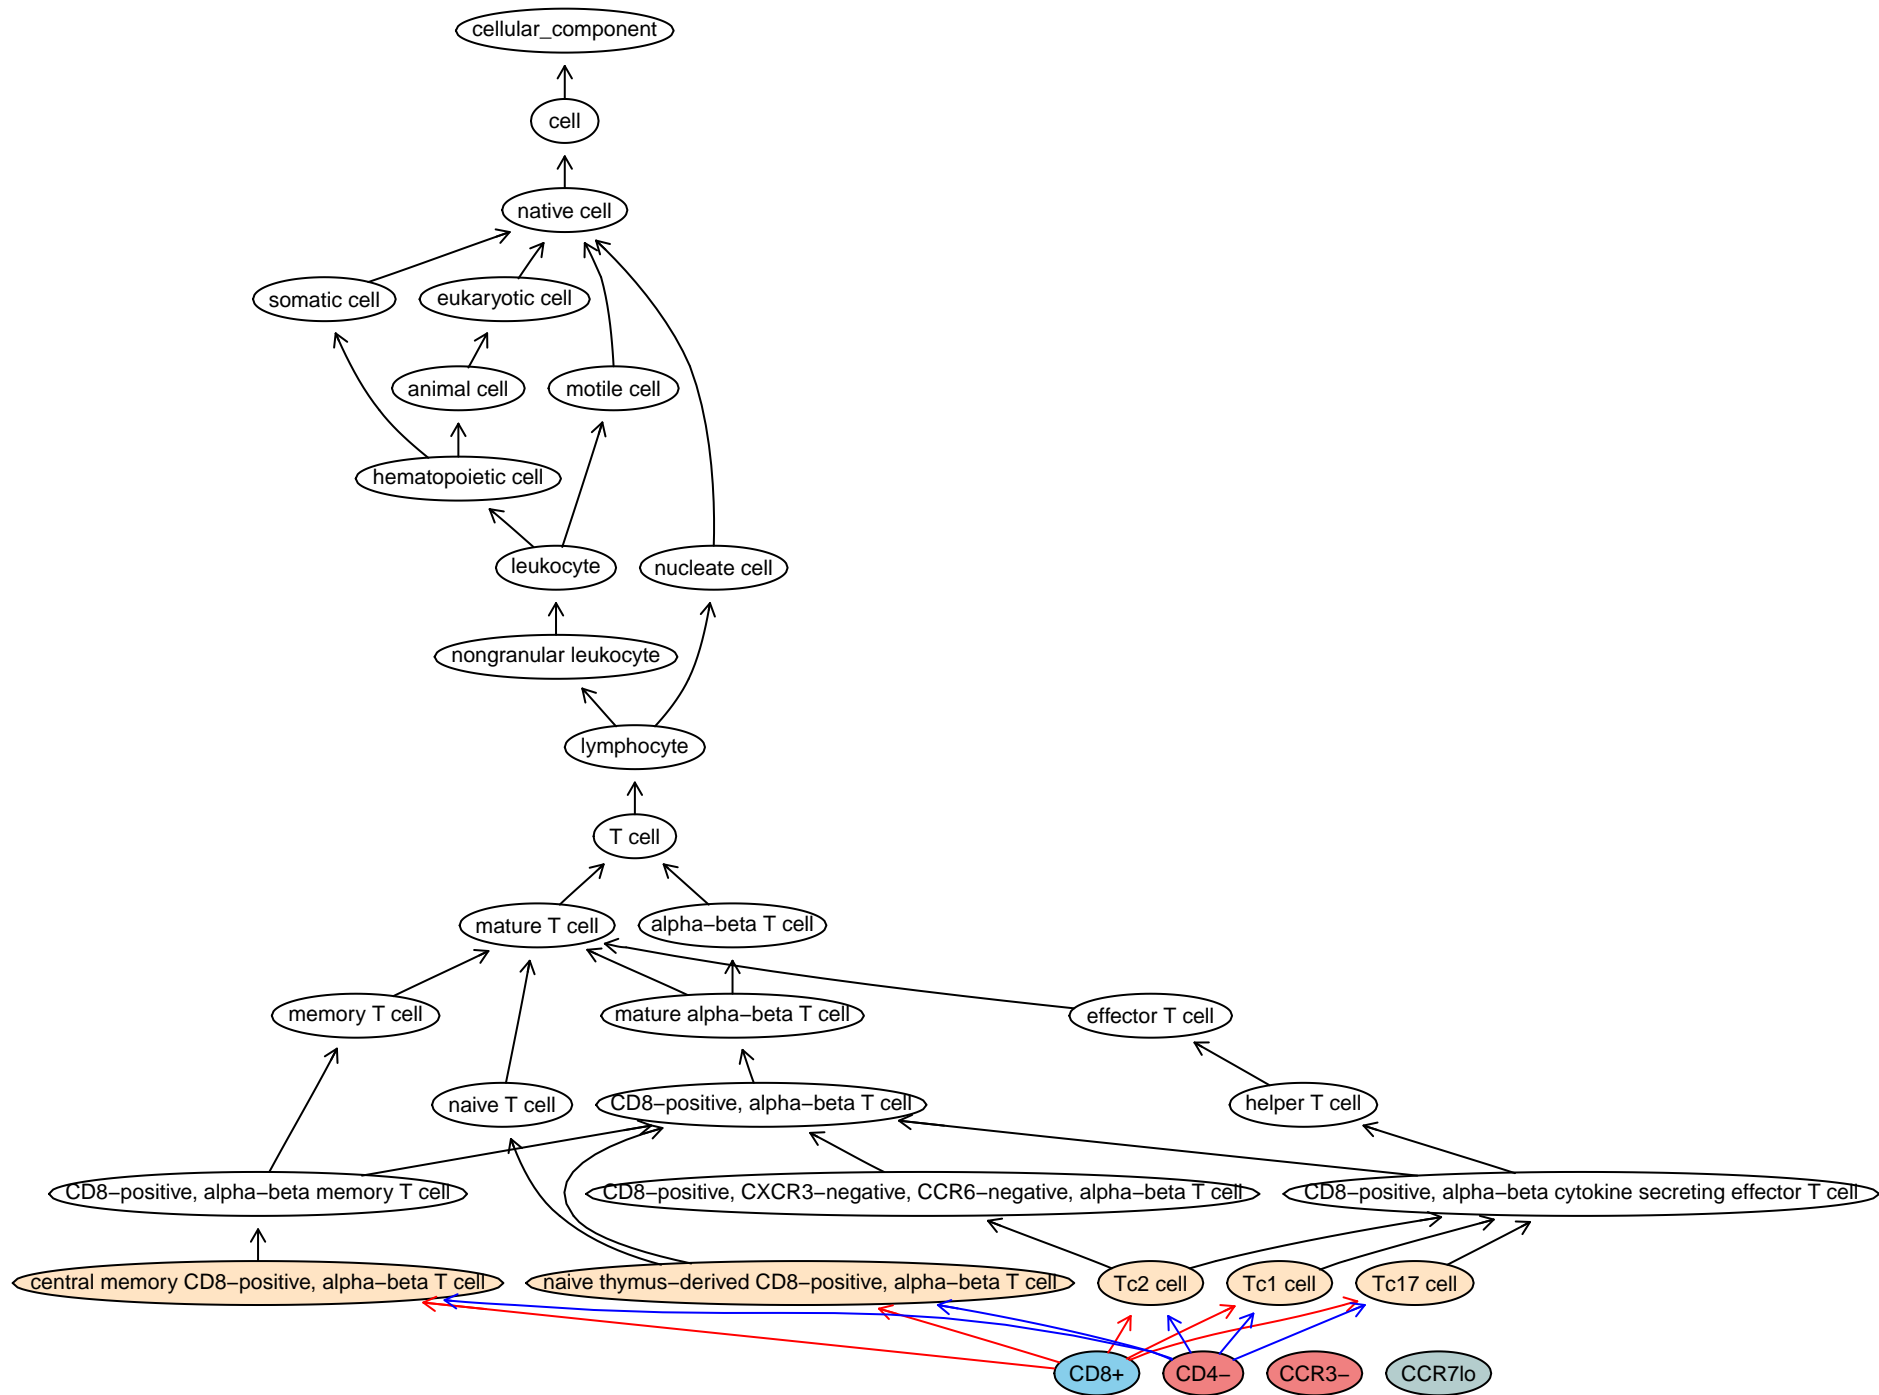 cellular_component
cell
native cell
somatic cell
eukaryotic cell
animal cell
motile cell
hematopoietic cell
leukocyte
nucleate cell
nongranular leukocyte
lymphocyte
T cell
mature T cell
alpha−beta T cell
memory T cell
mature alpha−beta T cell
effector T cell
naive T cell
CD8−positive, alpha−beta T cell
helper T cell
CD8−positive, alpha−beta memory T cell
CD8−positive, CXCR3−negative, CCR6−negative, alpha−beta T cell
CD8−positive, alpha−beta cytokine secreting effector T cell
central memory CD8−positive, alpha−beta T cell
naive thymus−derived CD8−positive, alpha−beta T cell
Tc2 cell
Tc1 cell
Tc17 cell
CD8+
CD4−
CCR3−
CCR7lo